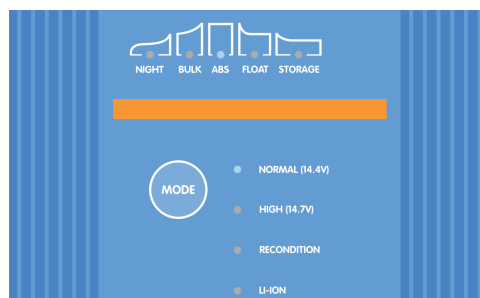 NIGHT BULK ABS FLOAT STORAGE
MODE
NORMAL (14.4V)
HIGH (14.7V)
RECONDITION
LI-ION